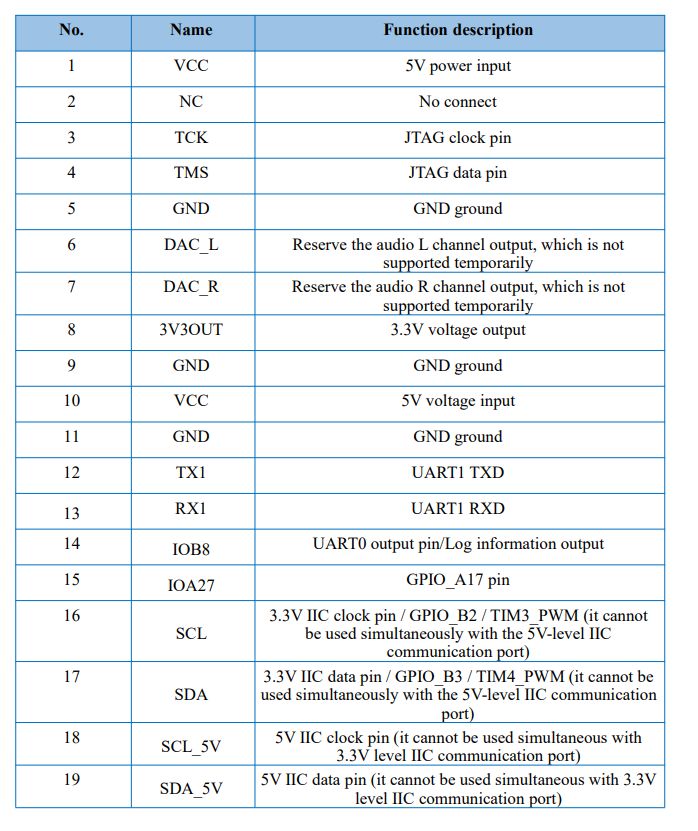 No. Name Function description
1 VCC 5V power input
2 NC No connect
3 TCK JTAG clock pin
4 TMS JTAG data pin
5 GND GND ground
6 DAC_L Reserve the audio L channel output, which is not
supported temporarily
7 DAC_R Reserve the audio R channel output, which is not
supported temporarily
8 3V3OUT 3.3V voltage output
9 GND GND ground
10 VCC 5V voltage input
11 GND GND ground
12 TX1 UART1 TXD
13 RX1 UART1 RXD
14 IOB8 UART0 output pin/Log information output
15 IOA27 GPIO_A17 pin
16 SCL 3.3V IIC clock pin / GPIO_B2 / TIM3_PWM (it cannot
be used simultaneously with the 5V-level IIC
communication port)
17 SDA 3.3V IIC data pin / GPIO_B3 / TIM4_PWM (it cannot be
used simultaneously with the 5V-level IIC communication
port)
18 SCL_5V 5V IIC clock pin (it cannot be used simultaneous with
3.3V level IIC communication port)
19 SDA_5V 5V IIC data pin (it cannot be used simultaneous with 3.3V
level IIC communication port)